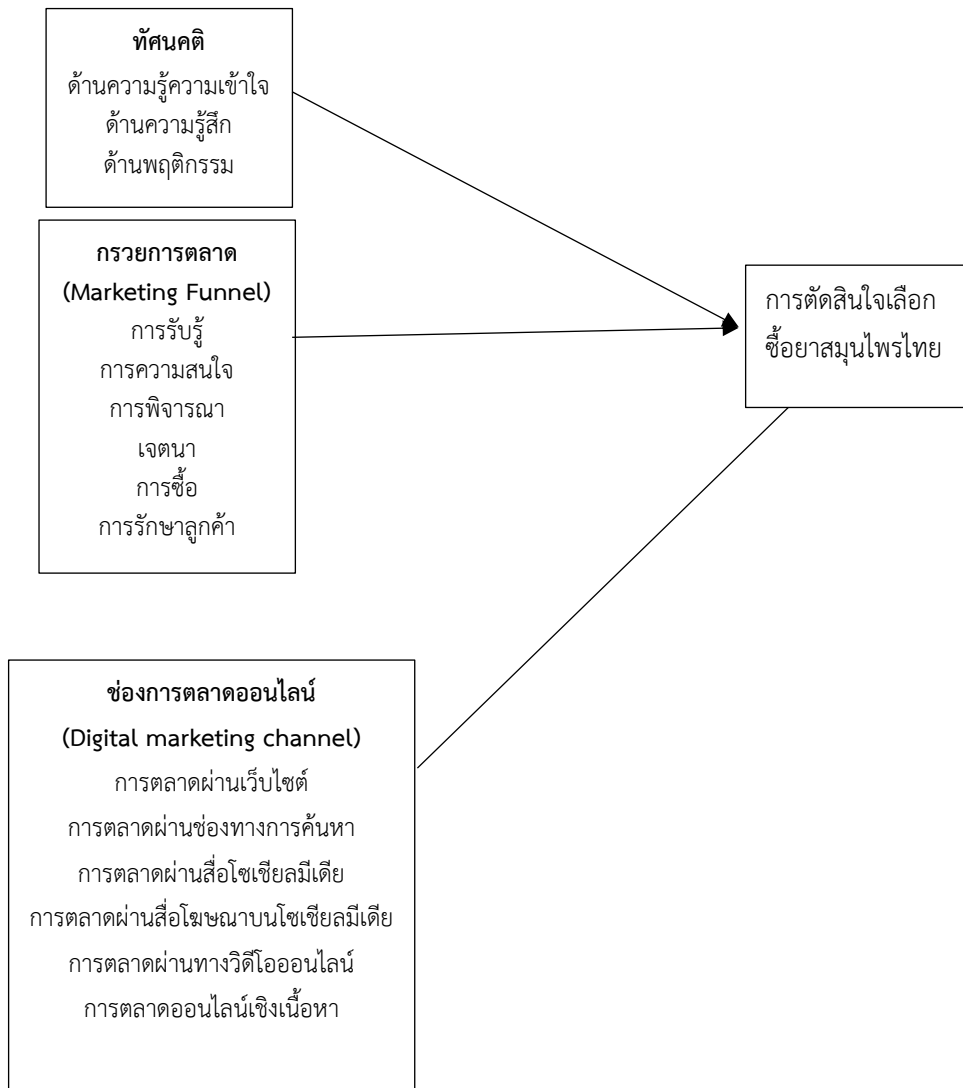 ทัศนคติ
ด้านความรู้ความเข้าใจ
ด้านความรู้สึก
ด้านพฤติกรรม
กรวยการตลาด
(Marketing Funnel)
การรับรู้
การความสนใจ
การพิจารณา
เจตนา
การซื้อ
การรักษาลูกค้า
การตัดสินใจเลือก
ซื้อยาสมุนไพรไทย
ช่องการตลาดออนไลน์
(Digital marketing channel)
การตลาดผ่านเว็บไซต์
การตลาดผ่านช่องทางการค้นหา
การตลาดผ่านสื่อโซเชียลมีเดีย
การตลาดผ่านสื่อโฆษณาบนโซเชียลมีเดีย
การตลาดผ่านทางวิดีโอออนไลน์
การตลาดออนไลน์เชิงเนื้อหา